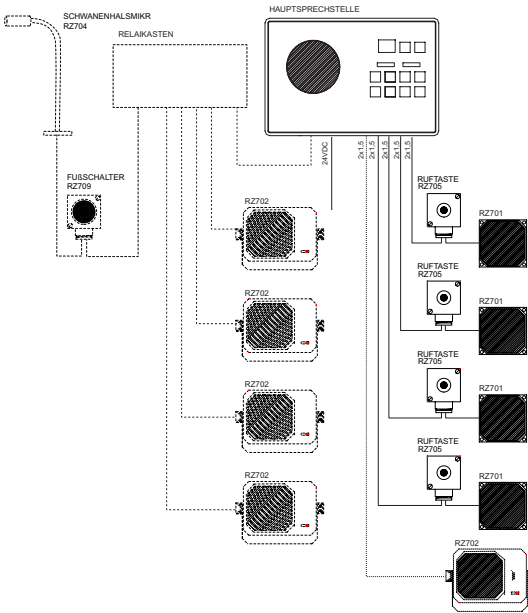 HAUPTSPRECHSTELLE
SCHWANENHALSMIKR
RZ704
RELAIKASTEN
24VDC
2x1,5
2x1,5
2x1,5
2x1,5
2x1,5
FUßSCHALTER
RZ709
RUFTASTE
RZ705
RZ702
RZ701
RUFTASTE
RZ705
RZ702
RZ701
RUFTASTE
RZ705
RZ702
RZ701
RUFTASTE
RZ705
RZ702
RZ701
RZ702